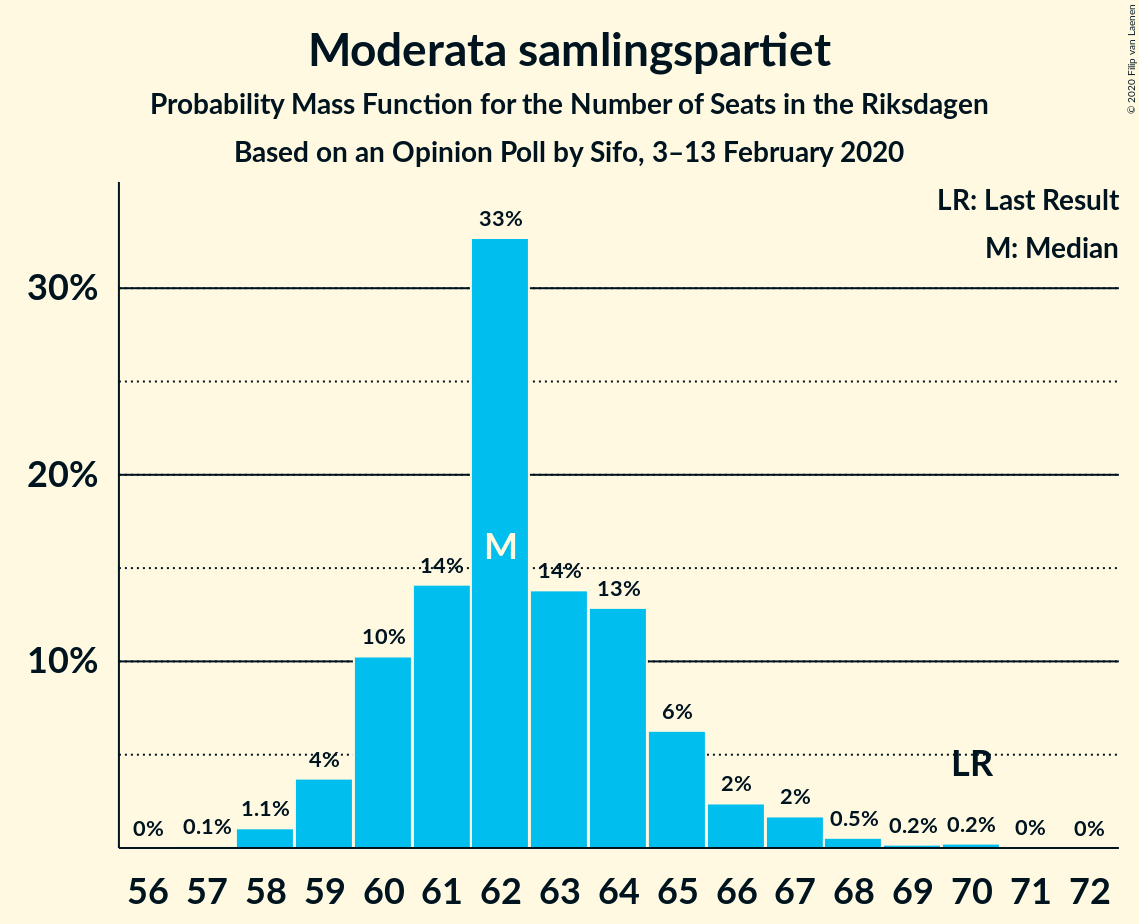 Moderata samlingspartiet
Probability Mass Function for the Number of Seats in the Riksdagen
Based on an Opinion Poll by Sifo, 3–13 February 2020
© 2020 Filip van Laenen
LR: Last Result
M: Median
30%
20%
10%
0%
0.1%
1.1%
4%
10%
14%
33%
M
14%
13%
6%
2%
2%
0.5%
0.2%
LR
0.2%
0%
0%
56 57 58 59 60 61 62 63 64 65 66 67 68 69 70 71 72